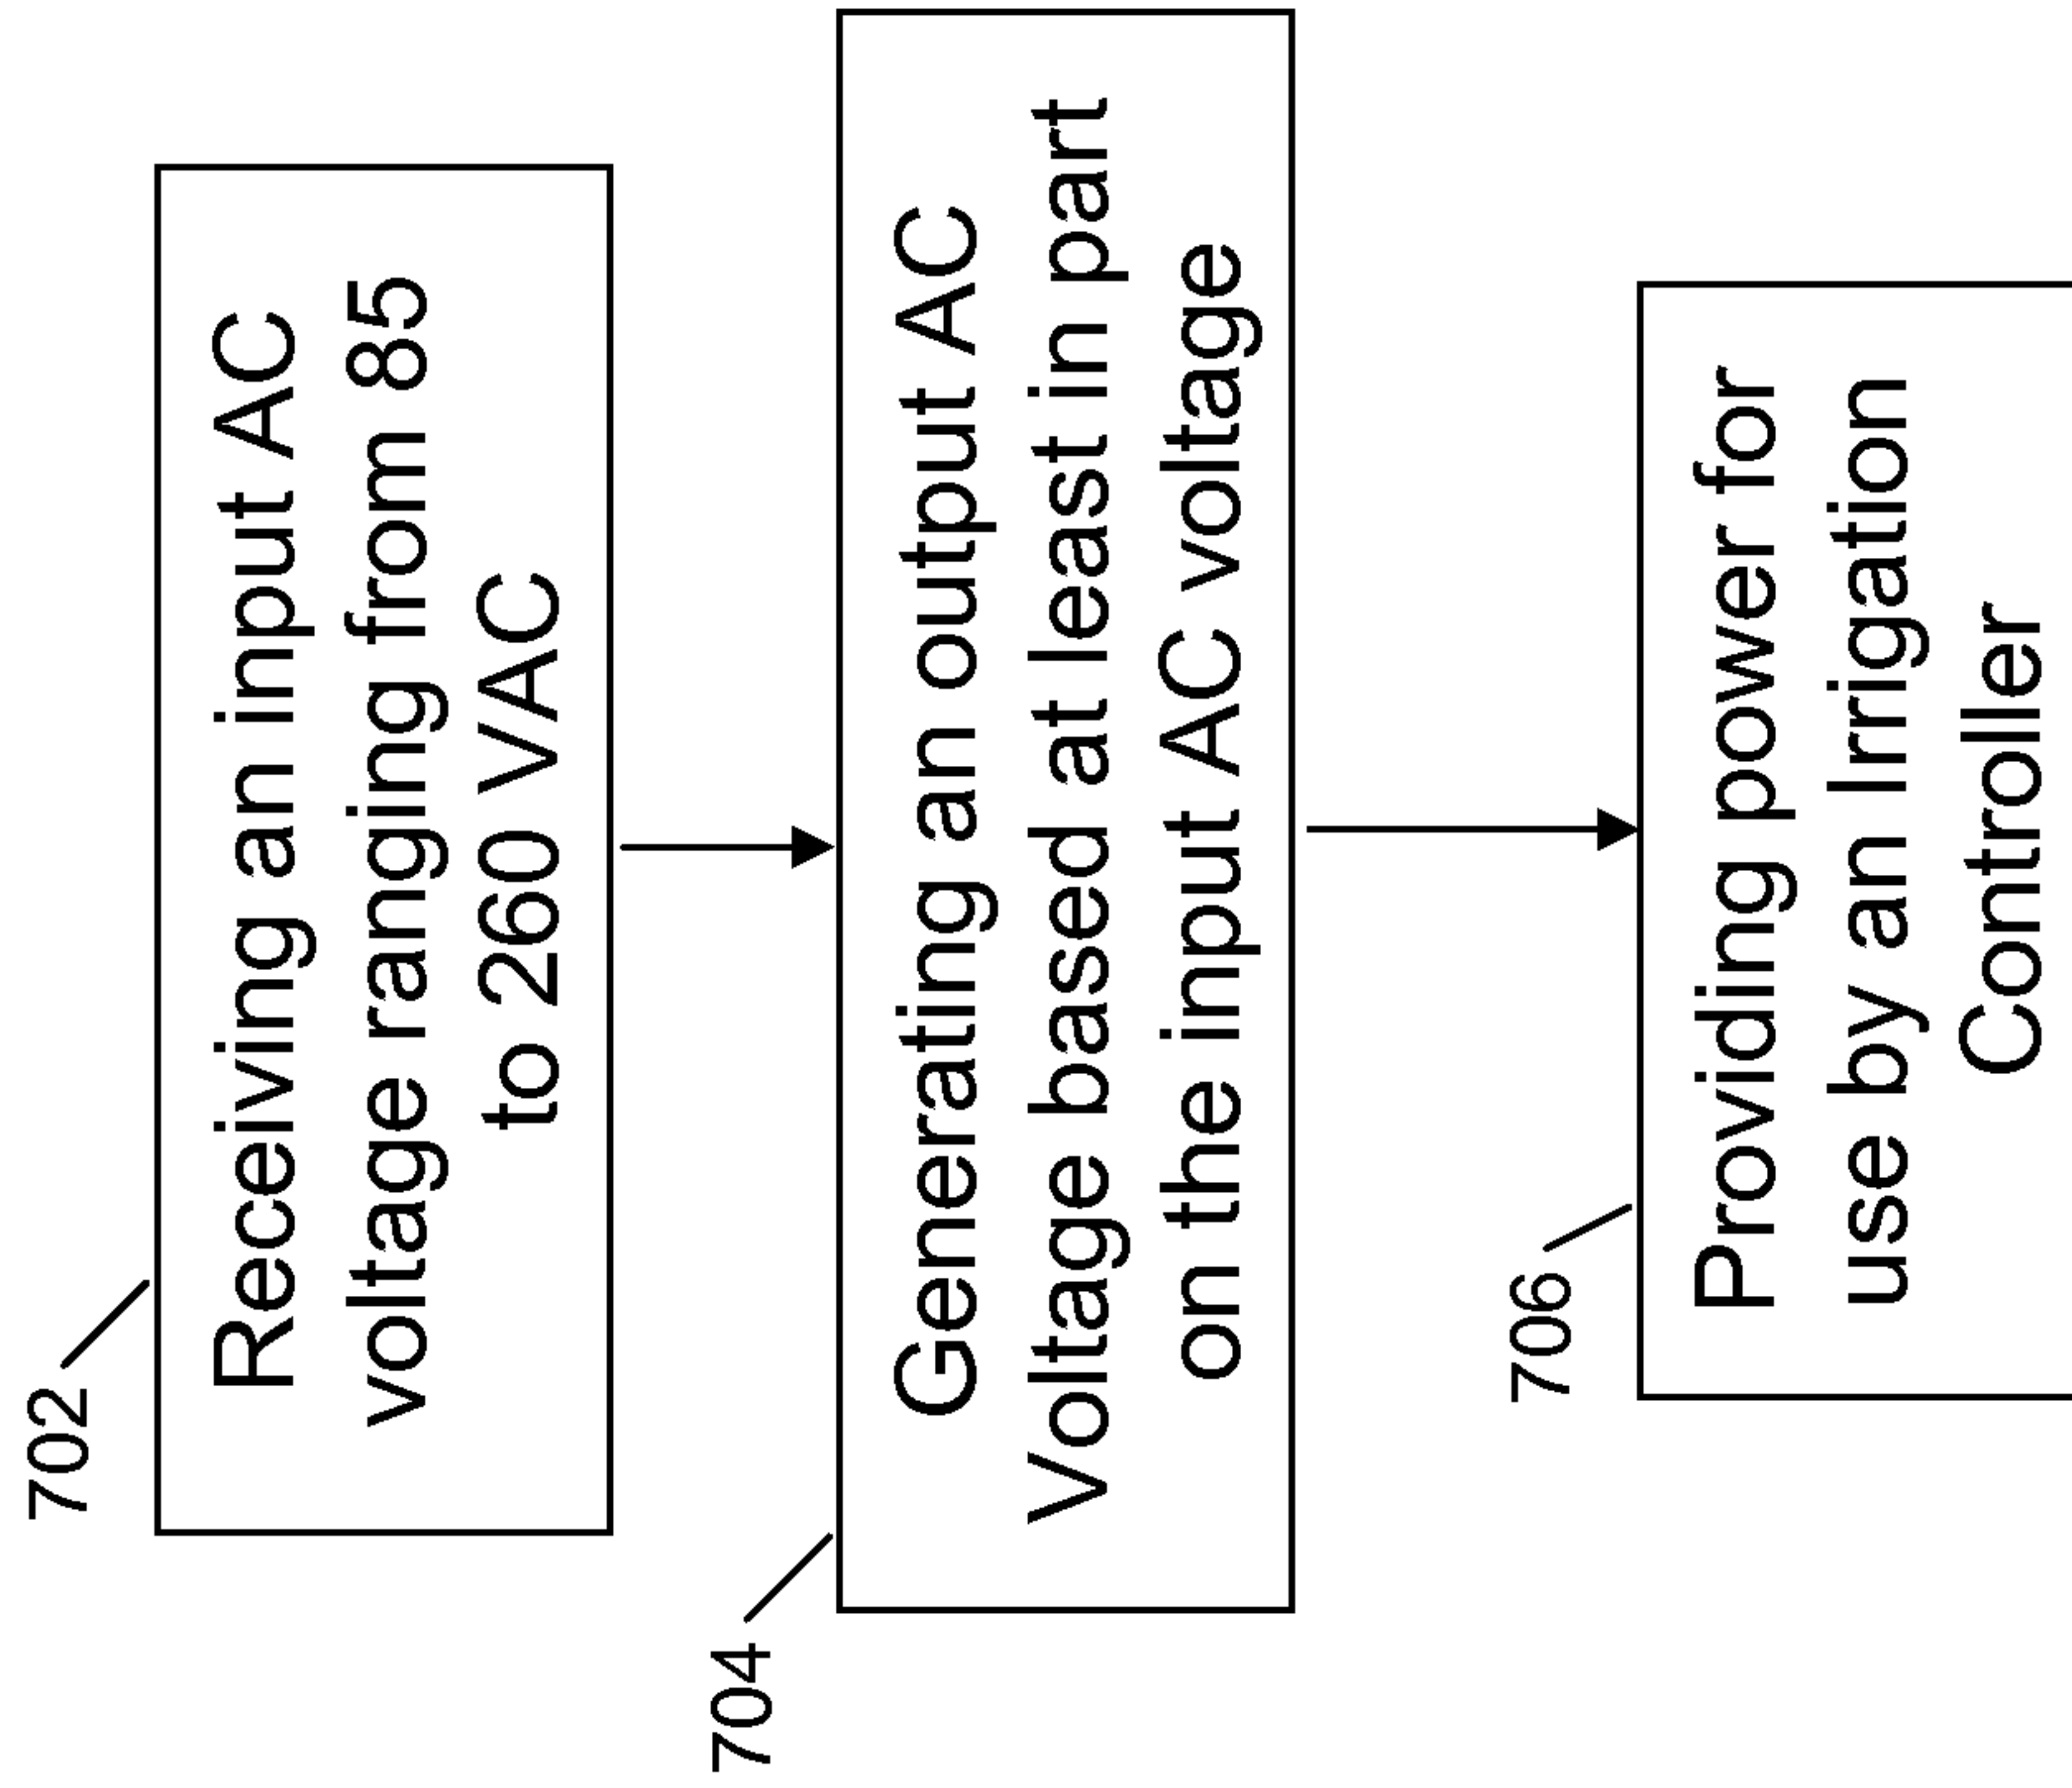 702
Receiving an input AC
voltage ranging from 85
to 260 VAC
704
Generating an output AC
Voltage based at least in part
on the input AC voltage
706
Providing power for
use by an Irrigation
Controller